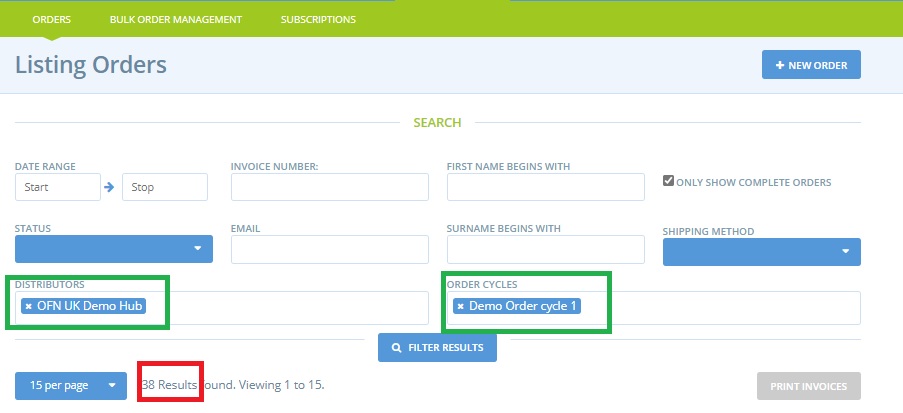 ORDERS BULK ORDER MANAGEMENT SUBSCRIPTIONS
Listing Orders
+ NEW ORDER
SEARCH
DATE RANGE INVOICE NUMBER: FIRST NAME BEGINS WITH
Start → Stop ONLY SHOW COMPLETE ORDERS
STATUS EMAIL SURNAME BEGINS WITH SHIPPING METHOD
DISTRIBUTORS ORDER CYCLES
× OFN UK Demo Hub × Demo Order cycle 1
FILTER RESULTS
15 per page 38 Results found. Viewing 1 to 15. PRINT INVOICES